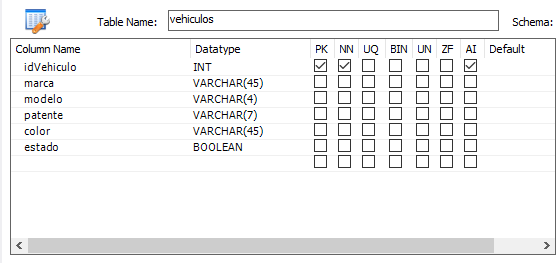 Table Name: vehiculos Schema:
Column Name Datatype PK NN UQ BIN UN ZF AI Default
idVehiculo INT
marca VARCHAR(45)
modelo VARCHAR(4)
patente VARCHAR(7)
color VARCHAR(45)
estado BOOLEAN